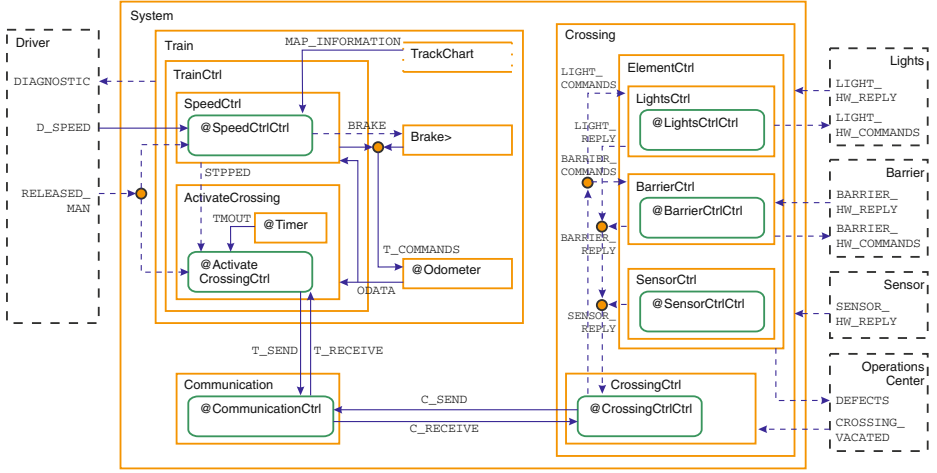 System
Driver
DIAGNOSTIC
D_SPEED
RELEASED_
MAN
Train
MAP_INFORMATION
TrackChart
TrainCtrl
SpeedCtrl
@SpeedCtrlCtrl
BRAKE
Brake>
STPPED
ActivateCrossing
TMOUT
@Timer
@Activate
CrossingCtrl
T_COMMANDS
@Odometer
ODATA
T_SEND
T_RECEIVE
Communication
@CommunicationCtrl
C_SEND
C_RECEIVE
Crossing
ElementCtrl
LIGHT_
COMMANDS
LightsCtrl
@LightsCtrlCtrl
LIGHT_
REPLY
BARRIER_
COMMANDS
BarrierCtrl
@BarrierCtrlCtrl
BARRIER_
REPLY
SensorCtrl
@SensorCtrlCtrl
SENSOR_
REPLY
CrossingCtrl
@CrossingCtrlCtrl
Lights
LIGHT_
HW_REPLY
LIGHT_
HW_COMMANDS
Barrier
BARRIER_
HW_REPLY
BARRIER_
HW_COMMANDS
Sensor
SENSOR_
HW_REPLY
Operations
Center
DEFECTS
CROSSING_
VACATED